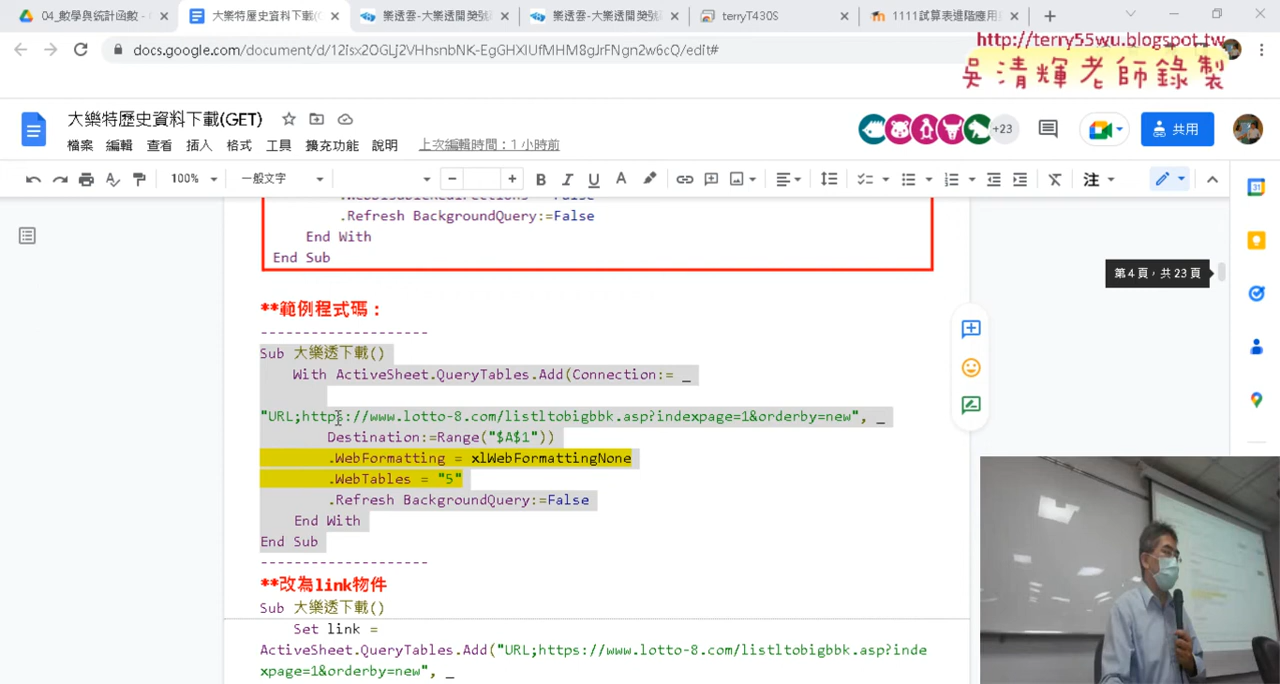 04_數學與統計函數 -
大樂特歷史資料下載(
樂透雲-大樂透開獎號
樂透雲-大樂透開獎號
terryT430S
1111試算表進階應用
docs.google.com/document/d/12isx2OGLj2VHhsnbNK-EgGHXlUfMHM8gJrFNgn2w6cQ/edit#
http://terry55wu.blogspot.tw
吳清輝老師錄製
大樂特歷史資料下載(GET)
檔案 編輯 查看 插入 格式 工具 擴充功能 說明 上次編輯時間：1 小時前
+23
共用
100% 一般文字 B I U A 注
.Refresh BackgroundQuery:=False
End With
End Sub
第 4 頁，共 23 頁
**範例程式碼：
--------------------
Sub 大樂透下載()
With ActiveSheet.QueryTables.Add(Connection:= _
"URL;https://www.lotto-8.com/listltobigbbk.asp?indexpage=1&orderby=new", _
Destination:=Range("$A$1"))
.WebFormatting = xlWebFormattingNone
.WebTables = "5"
.Refresh BackgroundQuery:=False
End With
End Sub
--------------------
**改為link物件
Sub 大樂透下載()
Set link =
ActiveSheet.QueryTables.Add("URL;https://www.lotto-8.com/listltobigbbk.asp?inde
xpage=1&orderby=new", _